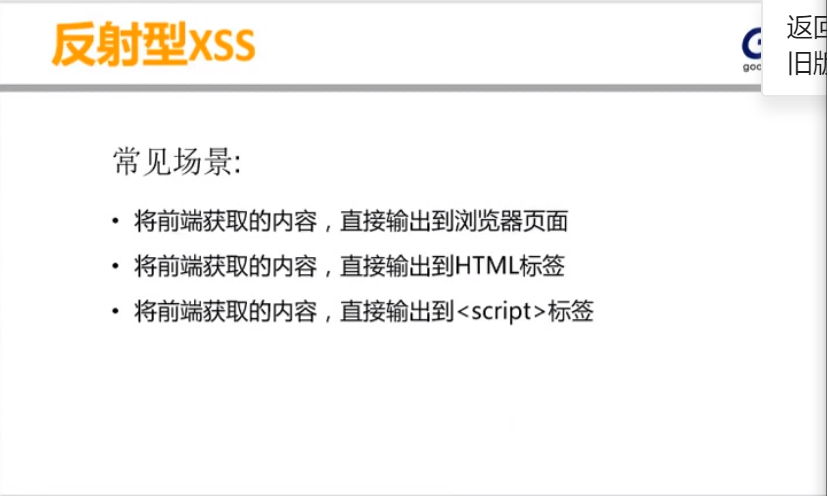 反射型XSS
返回
旧版
常见场景:
• 将前端获取的内容，直接输出到浏览器页面
• 将前端获取的内容，直接输出到HTML标签
• 将前端获取的内容，直接输出到<script>标签